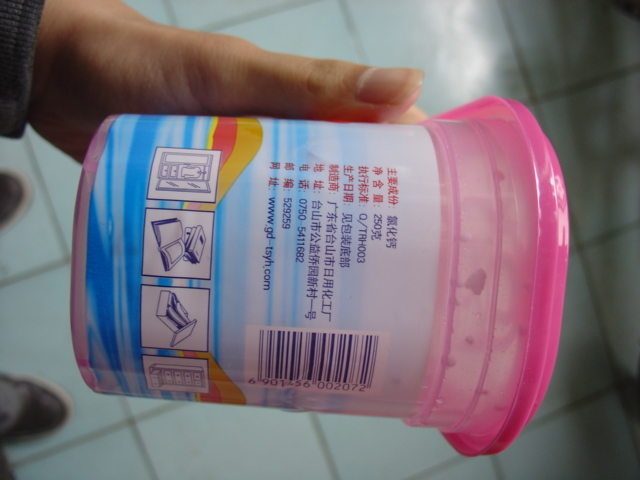 主要成份 氯化钙
净 含 量: 250克
执行标准: Q/TRH003
生产日期: 见包装底部
制造商: 广东省台山市日用化工厂
地 址: 台山市公益侨园新村一号
电 话: 0750-5411682
邮 编: 529259
网 址: www.gd-tsyh.com
6 901456 002072